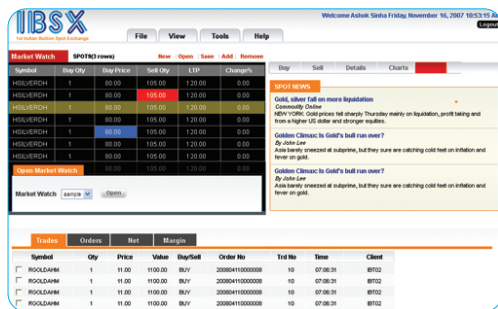 IBSX
1st Indian Bullion Spot Exchange
Welcome Ashok Sinha Friday, November 16, 2007 10:53:15 AM
Logout
File View Tools Help
Market Watch SPOT9(3 rows) New Open Save Add Remove
Symbol Buy Qty Buy Price Sell Qty LTP Change%
HSILVERDH 1 80.00 105.00 120.00 0.00
HSILVERDH 1 80.00 105.00 120.00 0.00
HSILVERDH 1 80.00 105.00 120.00 0.00
HSILVERDH 1 80.00 105.00 120.00 0.00
HSILVERDH 1 80.00 105.00 120.00 0.00
HSILVERDH 1 80.00 105.00 120.00 0.00
HSILVERDH 1 80.00 105.00 120.00 0.00
Open Market Watch 80.00 105.00 120.00 0.00
Market Watch sample Open
Buy Sell Details Charts
SPOT NEWS
Gold, silver fall on more liquidation
Commodity Online
NEW YORK: Gold prices fell sharply Thursday mainly on liquidation, profit taking and
from a higher US dollar and stronger equities.
Golden Climax: Is Gold's bull run over?
By John Lee
Asia barely sneezed at subprime, but they sure are catching cold feet on inflation and
fever on gold.
Golden Climax: Is Gold's bull run over?
By John Lee
Asia barely sneezed at subprime, but they sure are catching cold feet on inflation and
fever on gold.
Trades Orders Net Margin
Symbol Qty Price Value Buy/Sell Order No Trd No Time Client
RGOLDAHM 1 11.00 1100.00 BUY 200804110000008 10 07:06:31 IBT02
RGOLDAHM 1 11.00 1100.00 BUY 200804110000008 10 07:06:31 IBT02
RGOLDAHM 1 11.00 1100.00 BUY 200804110000008 10 07:06:31 IBT02
RGOLDAHM 1 11.00 1100.00 BUY 200804110000008 10 07:06:31 IBT02